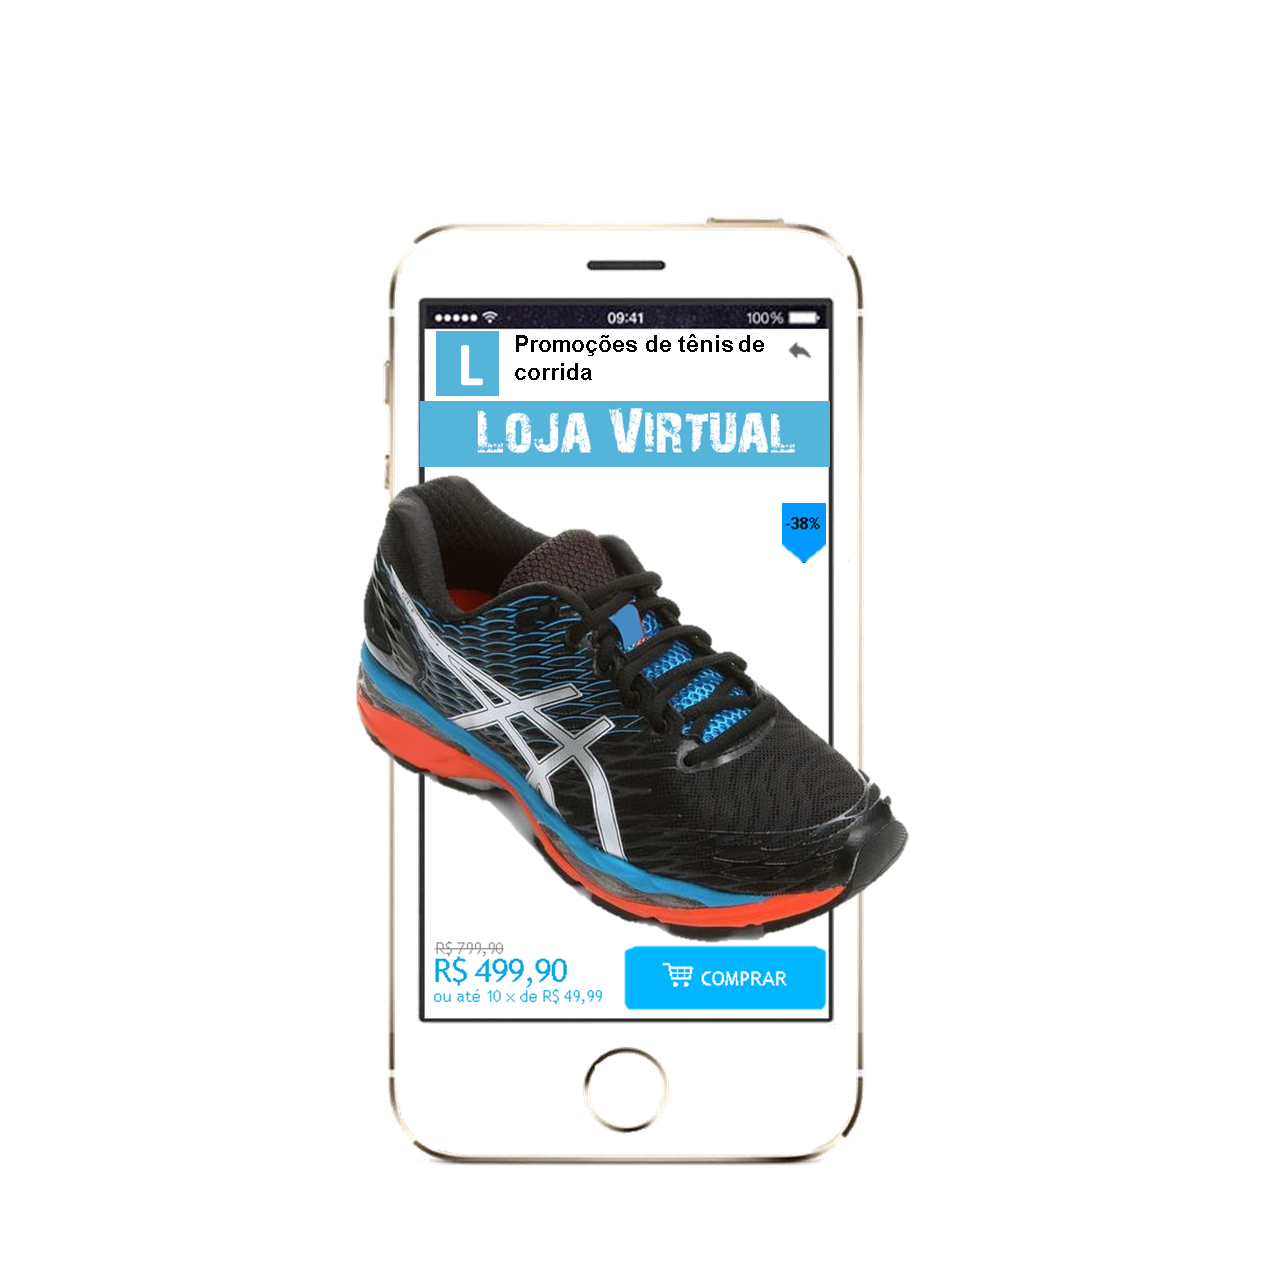 09:41
100%
L
Promoções de tênis de
corrida
LOJA VIRTUAL
-38%
R$ 799,90
R$ 499,90
ou até 10 x de R$ 49,99
COMPRAR